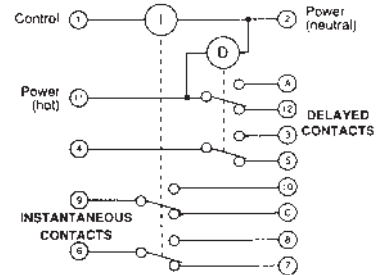 Control 1 I 2 Power
(neutral)
D
A
Power
(hot) 11 12 DELAYED
CONTACTS
3
4 5
10
9 C
INSTANTANEOUS
CONTACTS
8
6 7